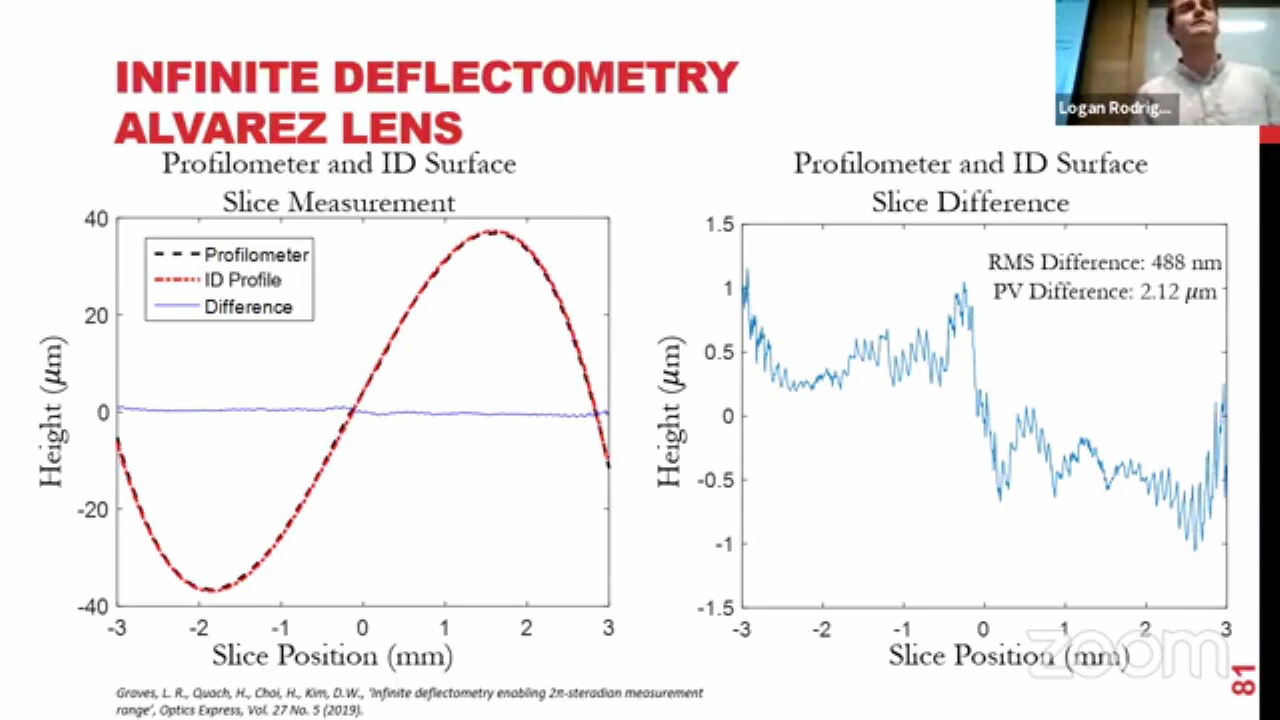 INFINITE DEFLECTOMETRY
ALVAREZ LENS
Logan Rodrig...
Profilometer and ID Surface
Slice Measurement
40
20
0
-20
-40
Height (μm)
Profilometer
ID Profile
Difference
-3 -2 -1 0 1 2 3
Slice Position (mm)
Profilometer and ID Surface
Slice Difference
1.5
1
0.5
0
-0.5
-1
-1.5
Height (μm)
RMS Difference: 488 nm
PV Difference: 2.12 μm
-3 -2 -1 0 1 2 3
Slice Position (mm)
zoom
Graves, L. R., Quach, H., Choi, H., Kim, D.W., 'Infinite deflectometry enabling 2π-steradian measurement
range', Optics Express, Vol. 27 No. 5 (2019).
81